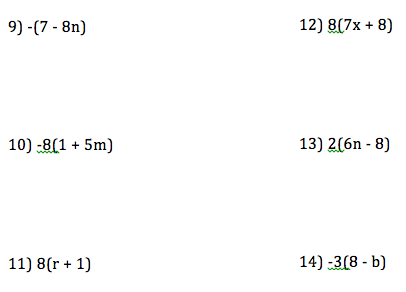 9) -(7 - 8n)
12) 8(7x + 8)
10) -8(1 + 5m)
13) 2(6n - 8)
11) 8(r + 1)
14) -3(8 - b)